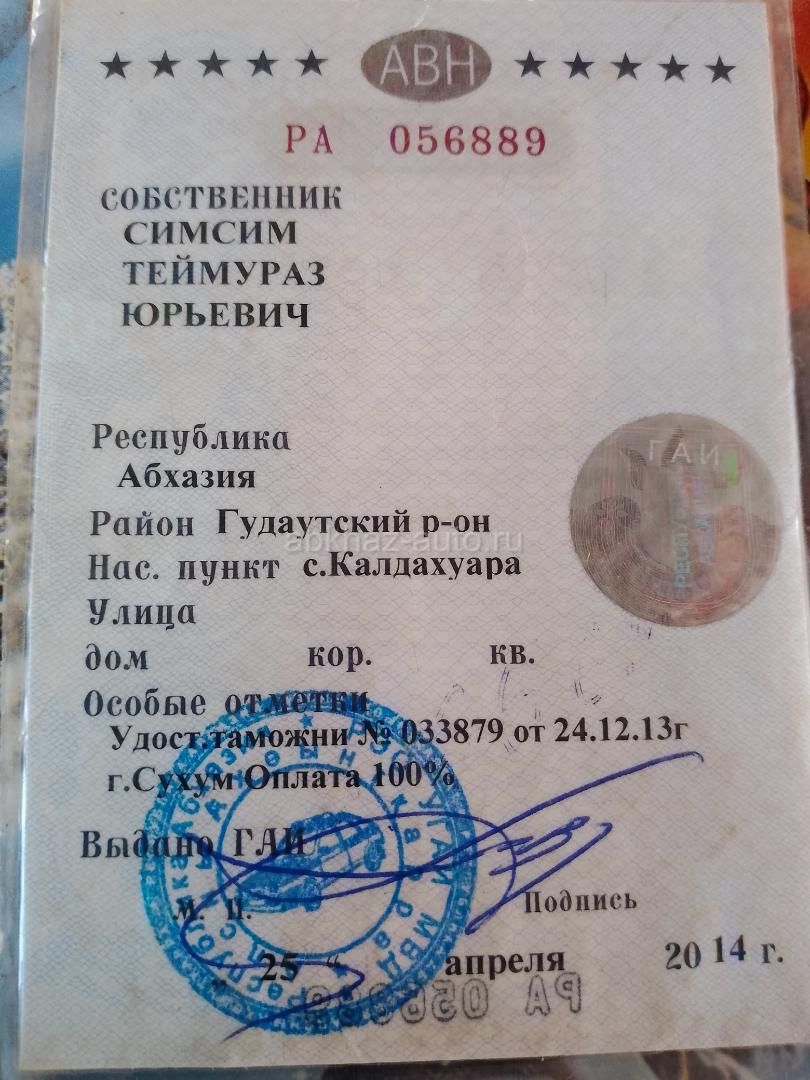 АВН
РА 056889
СОБСТВЕННИК
СИМСИМ
ТЕЙМУРАЗ
ЮРЬЕВИЧ
Республика
Абхазия
ГАИ
Район Гудаутский р-он
abkhaz-auto.ru
Нас. пункт с.Калдахуара
Улица
дом кор. кв.
Особые отметки
Удост.таможни № 033879 от 24.12.13г
г.Сухум Оплата 100%
Выдано ГАИ
М. П. Подпись
„ 25 “ апреля 20 14 г.
РА 056889